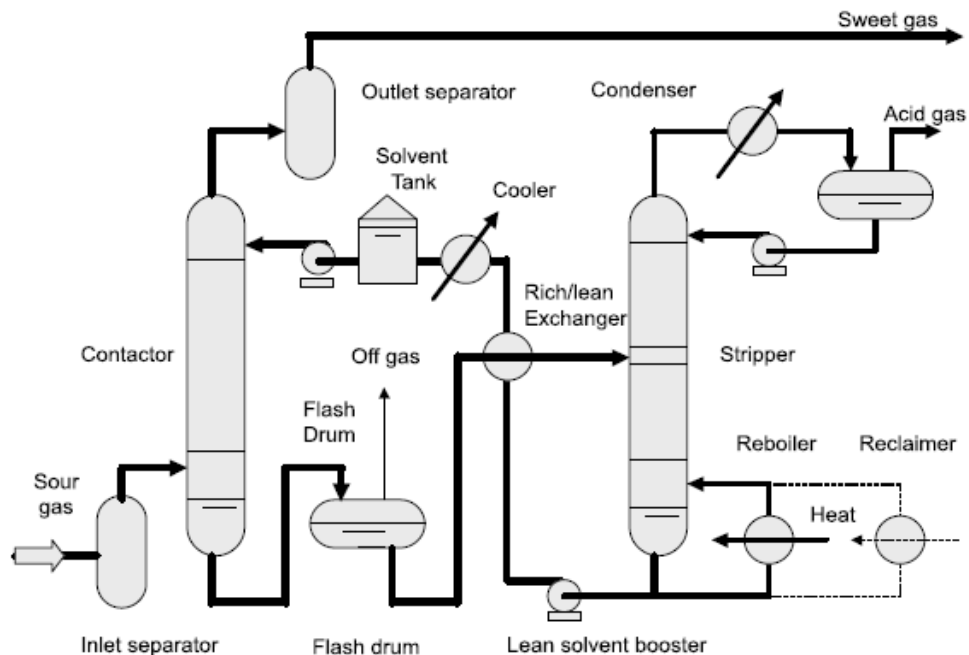 Sweet gas
Outlet separator
Condenser
Acid gas
Solvent
Tank
Cooler
Rich/lean
Exchanger
Contactor
Off gas
Stripper
Flash
Drum
Reboiler
Reclaimer
Sour
gas
Heat
Inlet separator
Flash drum
Lean solvent booster